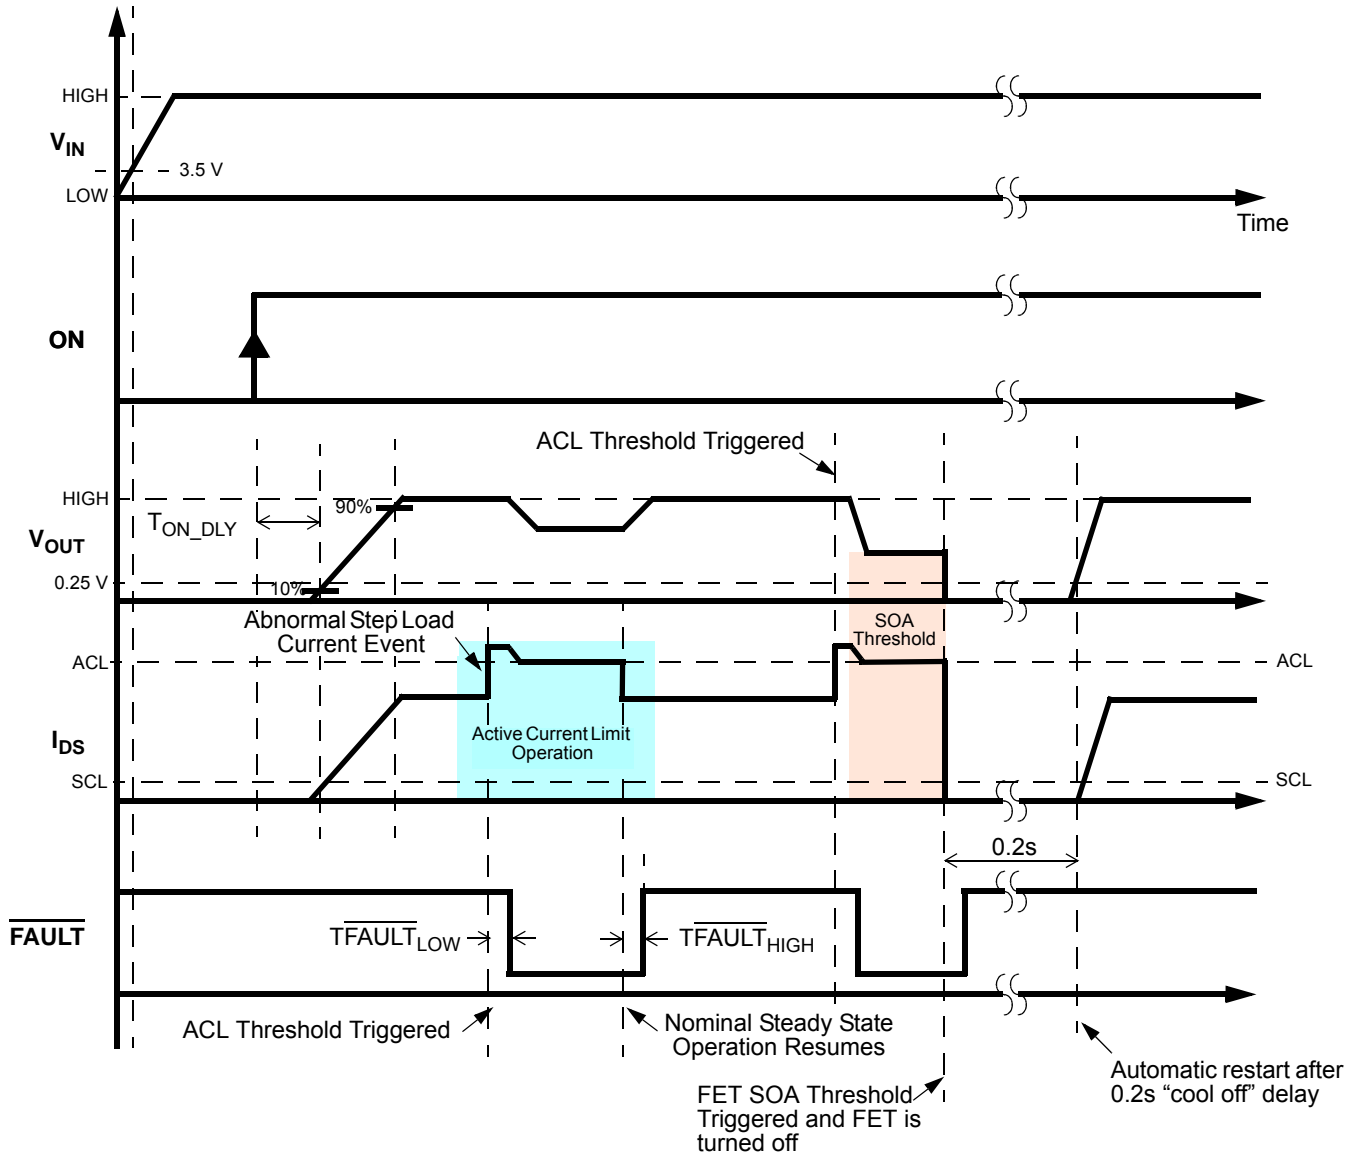 HIGH
VIN
3.5 V
LOW
Time
ON
ACL Threshold Triggered
HIGH
90%
TON_DLY
VOUT
0.25 V
10%
Abnormal Step Load
Current Event
SOA
Threshold
ACL
ACL
Active Current Limit
Operation
IDS
SCL
SCL
0.2s
FAULT
TFAULTLOW
TFAULTHIGH
ACL Threshold Triggered
Nominal Steady State
Operation Resumes
Automatic restart after
0.2s “cool off” delay
FET SOA Threshold
Triggered and FET is
turned off